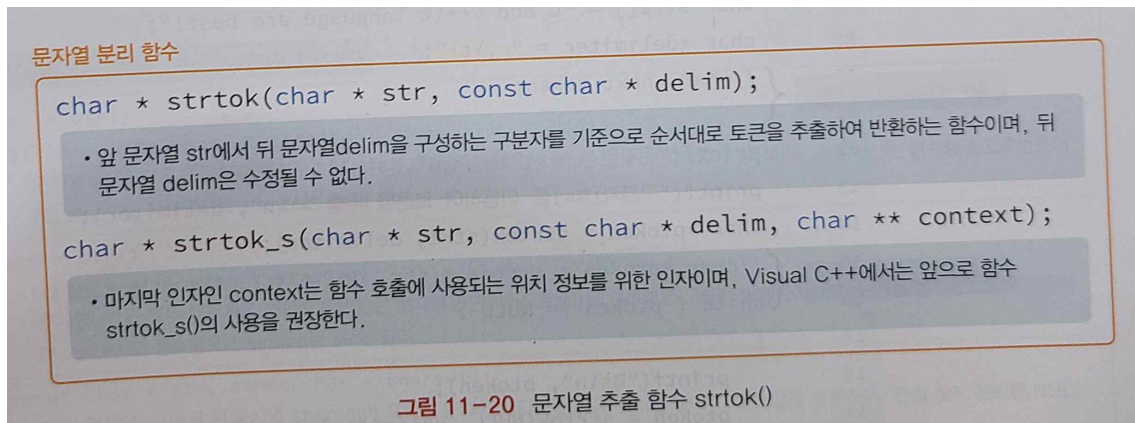 문자열 분리 함수
char * strtok(char * str, const char * delim);
• 앞 문자열 str에서 뒤 문자열delim을 구성하는 구분자를 기준으로 순서대로 토큰을 추출하여 반환하는 함수이며, 뒤
문자열 delim은 수정될 수 없다.
char * strtok_s(char * str, const char * delim, char ** context);
• 마지막 인자인 context는 함수 호출에 사용되는 위치 정보를 위한 인자이며, Visual C++에서는 앞으로 함수
strtok_s()의 사용을 권장한다.
그림 11-20 문자열 추출 함수 strtok()